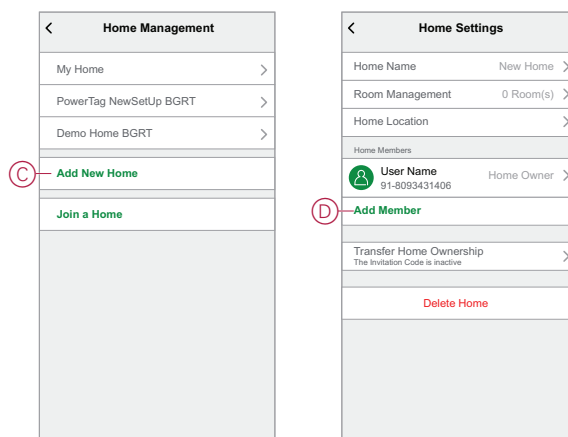 Home Management
My Home
PowerTag NewSetUp BGRT
Demo Home BGRT
C
Add New Home
Join a Home
Home Settings
Home Name New Home
Room Management 0 Room(s)
Home Location
Home Members
User Name
91-8093431406
Home Owner
D
Add Member
Transfer Home Ownership
The Invitation Code is inactive
Delete Home